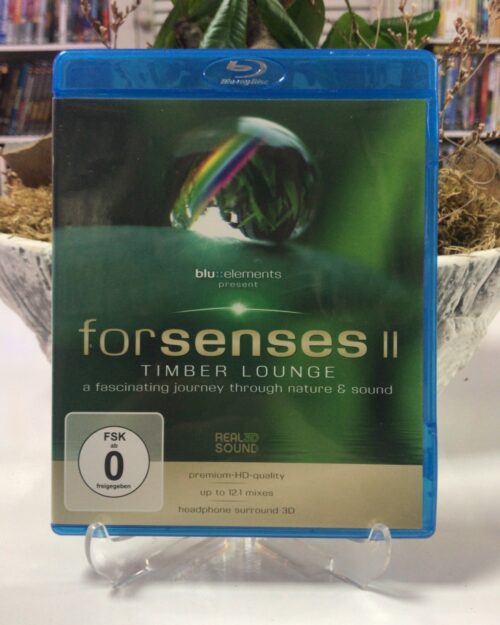 Blu-ray Disc
blu::elements
present
forsenses II
TIMBER LOUNGE
a fascinating journey through nature & sound
REAL 3D
SOUND
FSK
ab
0
freigegeben
premium-HD-quality
up to 12.1 mixes
headphone surround 3D